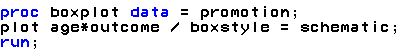 proc boxplot data = promotion;
plot age*outcome / boxstyle = schematic;
run;